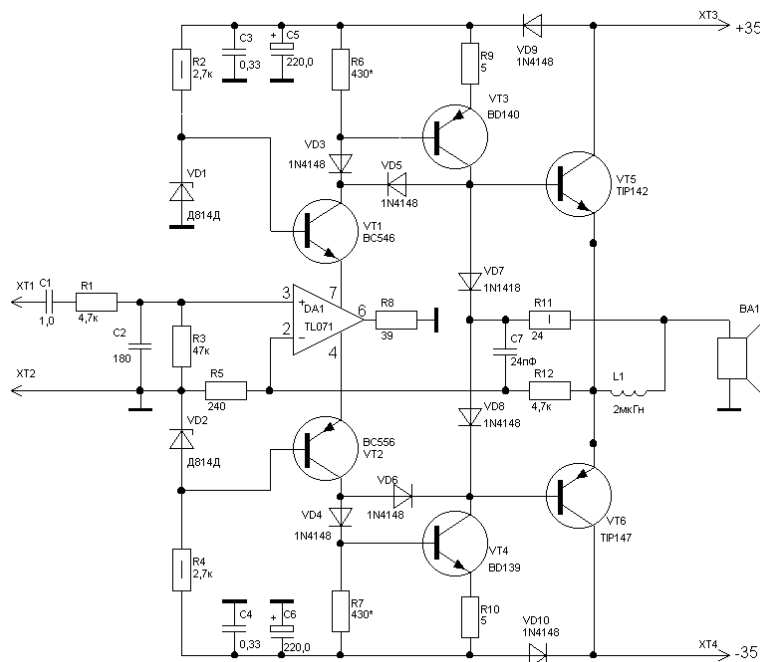 XT3
+35
C3
0,33
+
C5
220,0
VD9
1N4148
R2
2,7к
R6
430*
R9
5
VT3
BD140
VD3
1N4148
VD5
1N4148
VD1
Д814Д
VT1
BC546
VT5
TIP142
XT1
C1
1,0
R1
4,7к
3
7
+
DA1
TL071
6
2
–
4
R8
39
VD7
1N1418
R11
24
BA1
C2
180
R3
47к
C7
24пФ
XT2
R5
240
R12
4,7к
L1
2мкГн
VD2
Д814Д
BC556
VT2
VD8
1N4148
VD6
1N4148
VD4
1N4148
VT4
BD139
VT6
TIP147
R4
2,7к
R7
430*
R10
5
C4
0,33
+
C6
220,0
VD10
1N4148
XT4
-35